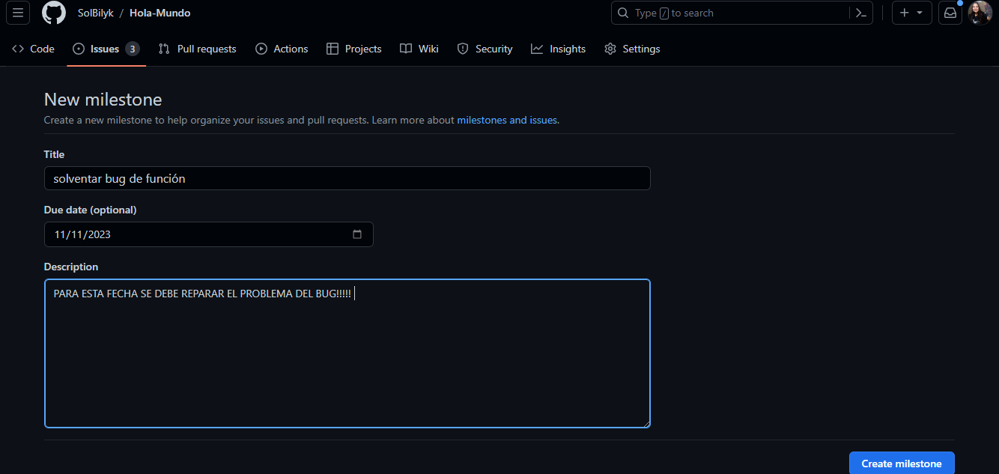 SolBilyk / Hola-Mundo
Type / to search
Code
Issues 3
Pull requests
Actions
Projects
Wiki
Security
Insights
Settings
New milestone
Create a new milestone to help organize your issues and pull requests. Learn more about milestones and issues.
Title
solventar bug de función
Due date (optional)
11/11/2023
Description
PARA ESTA FECHA SE DEBE REPARAR EL PROBLEMA DEL BUG!!!!!
Create milestone